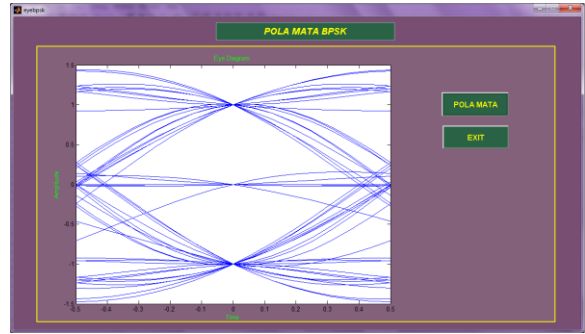 eyebpsk
POLA MATA BPSK
Eye Diagram
1.5
1
0.5
0
-0.5
-1
-1.5
Amplitude
-0.5 -0.4 -0.3 -0.2 -0.1 0 0.1 0.2 0.3 0.4 0.5
Time
POLA MATA
EXIT